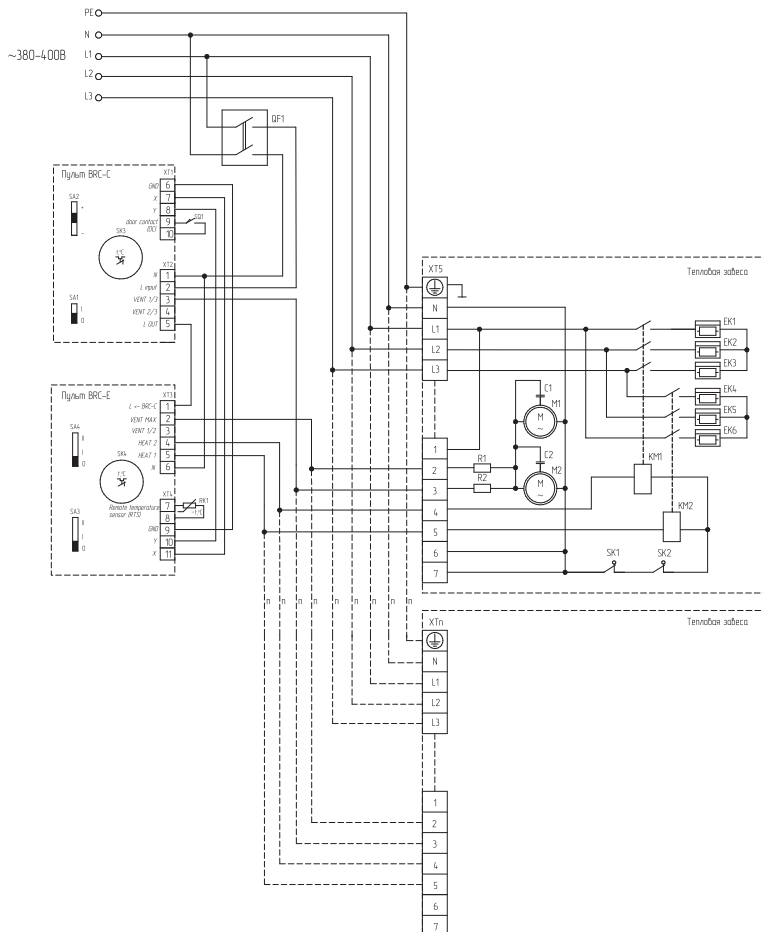 PE
N
~380-400В
L1
L2
L3
QF1
Пульт BRC-C
XT1
SA2
+
-
GND
6
X
7
Y
8
door contact
(DC)
9
10
SQ1
SK3
t°C
XT2
N
1
L input
2
VENT 1/3
3
VENT 2/3
4
L OUT
5
SA1
I
0
Пульт BRC-E
XT3
L <- BRC-C
1
VENT MAX
2
VENT 1/2
3
HEAT 2
4
HEAT 1
5
N
6
SA4
II
I
0
SK4
t°C
XT4
Remote temperature
sensor (RTS)
7
8
RK1
-t°C
GND
9
Y
10
X
11
SA3
II
I
0
XT5
Тепловая завеса
N
L1
L2
L3
1
2
3
4
5
6
7
EK1
EK2
EK3
EK4
EK5
EK6
C1
M1
M
~
R1
R2
C2
M2
M
~
KM1
KM2
SK1
SK2
n n n n n n n n
XTn
Тепловая завеса
N
L1
L2
L3
1
2
3
4
5
6
7